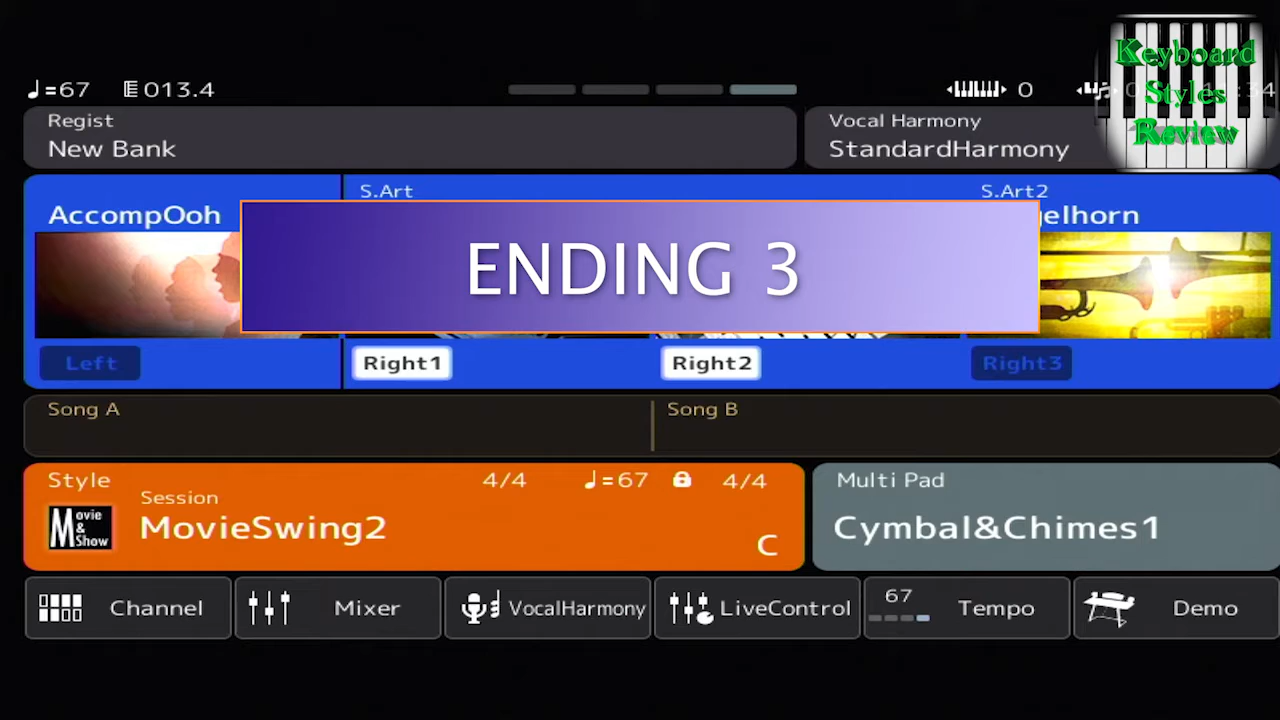 Keyboard
Styles
Review
♩=67
013.4
0
Regist
New Bank
Vocal Harmony
StandardHarmony
S.Art
S.Art2
AccompOoh
elhorn
ENDING 3
Left
Right1
Right2
Right3
Song A
Song B
Style
4/4
♩=67
4/4
Session
Movie
&
Show
MovieSwing2
C
Multi Pad
Cymbal&Chimes1
Channel
Mixer
VocalHarmony
LiveControl
67
Tempo
Demo